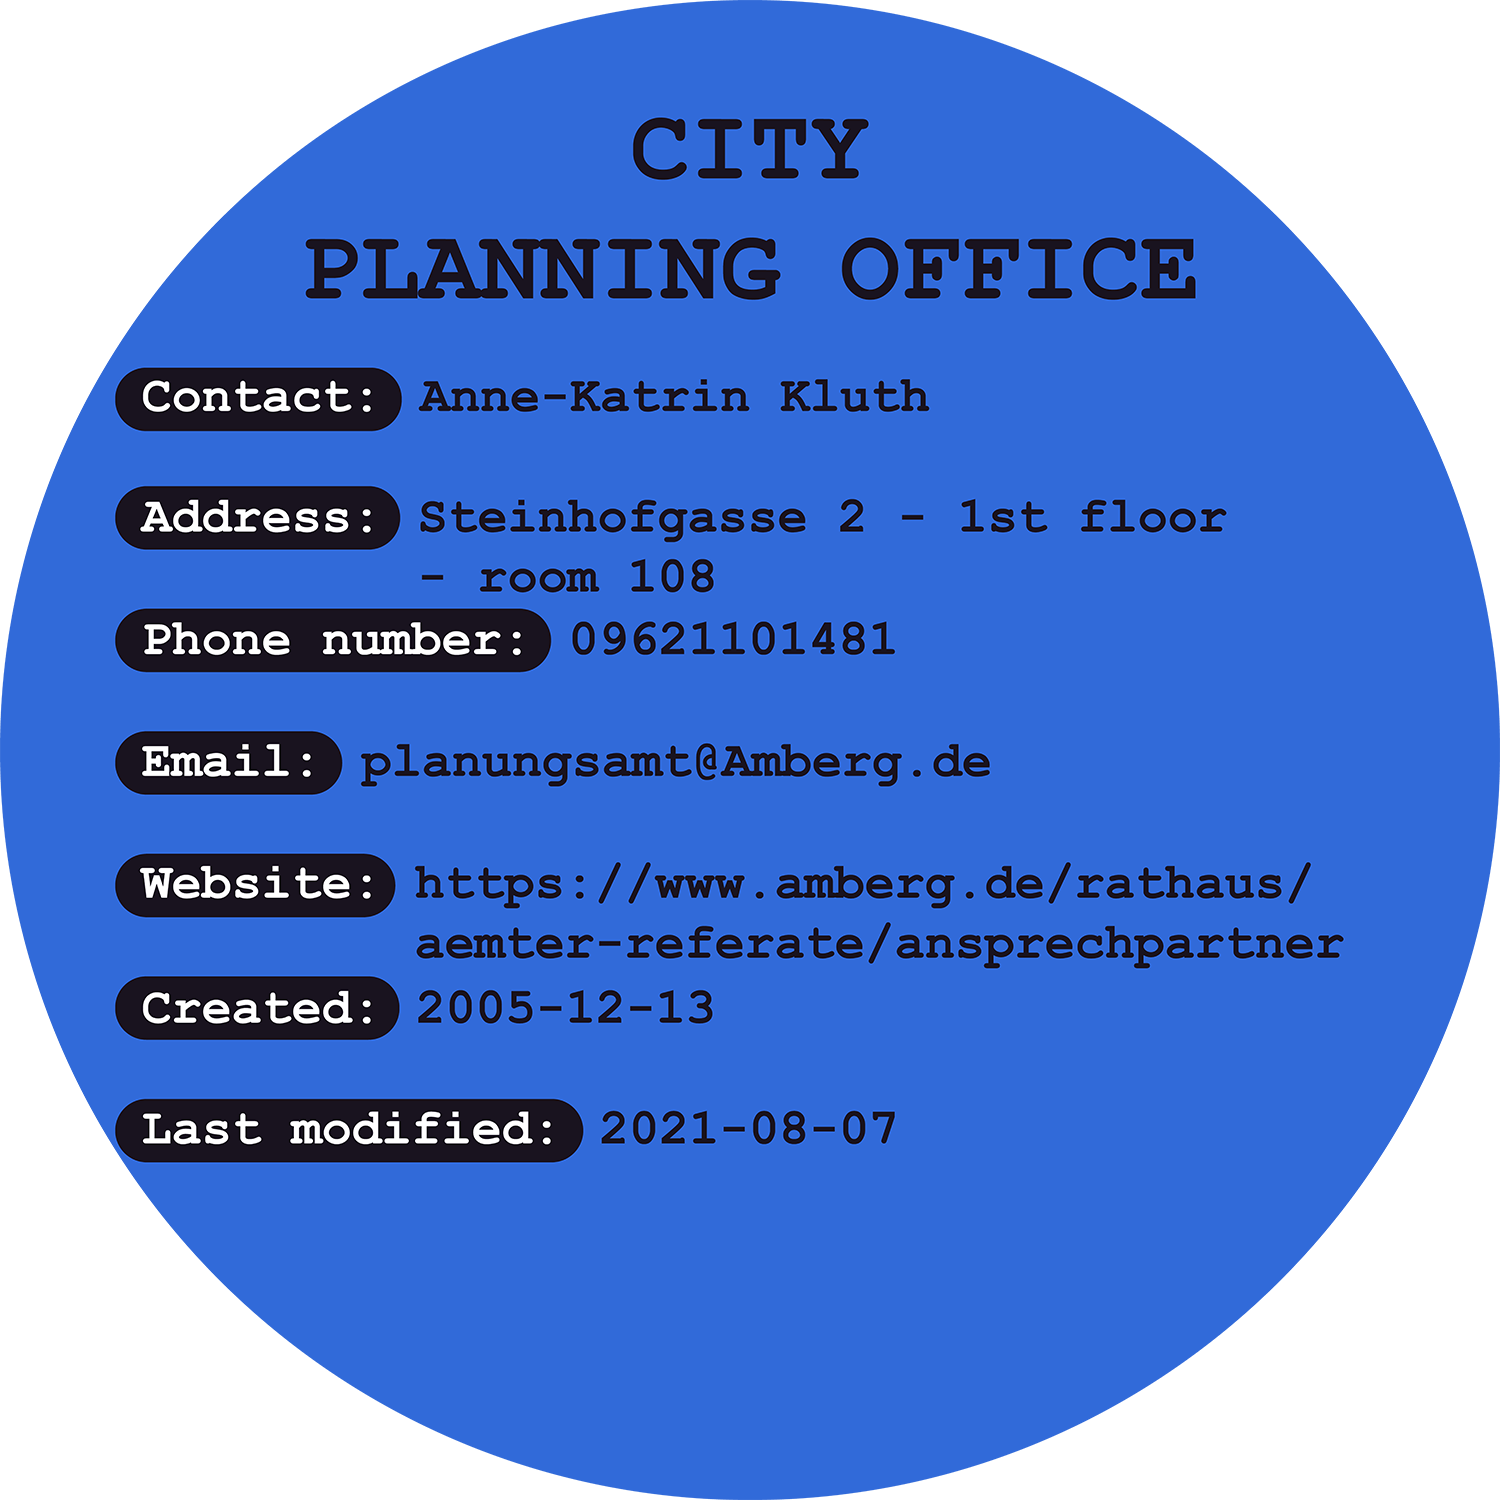 CITY
PLANNING OFFICE
Contact: Anne-Katrin Kluth
Address: Steinhofgasse 2 - 1st floor
- room 108
Phone number: 09621101481
Email: planungsamt@Amberg.de
Website: https://www.amberg.de/rathaus/
aemter-referate/ansprechpartner
Created: 2005-12-13
Last modified: 2021-08-07